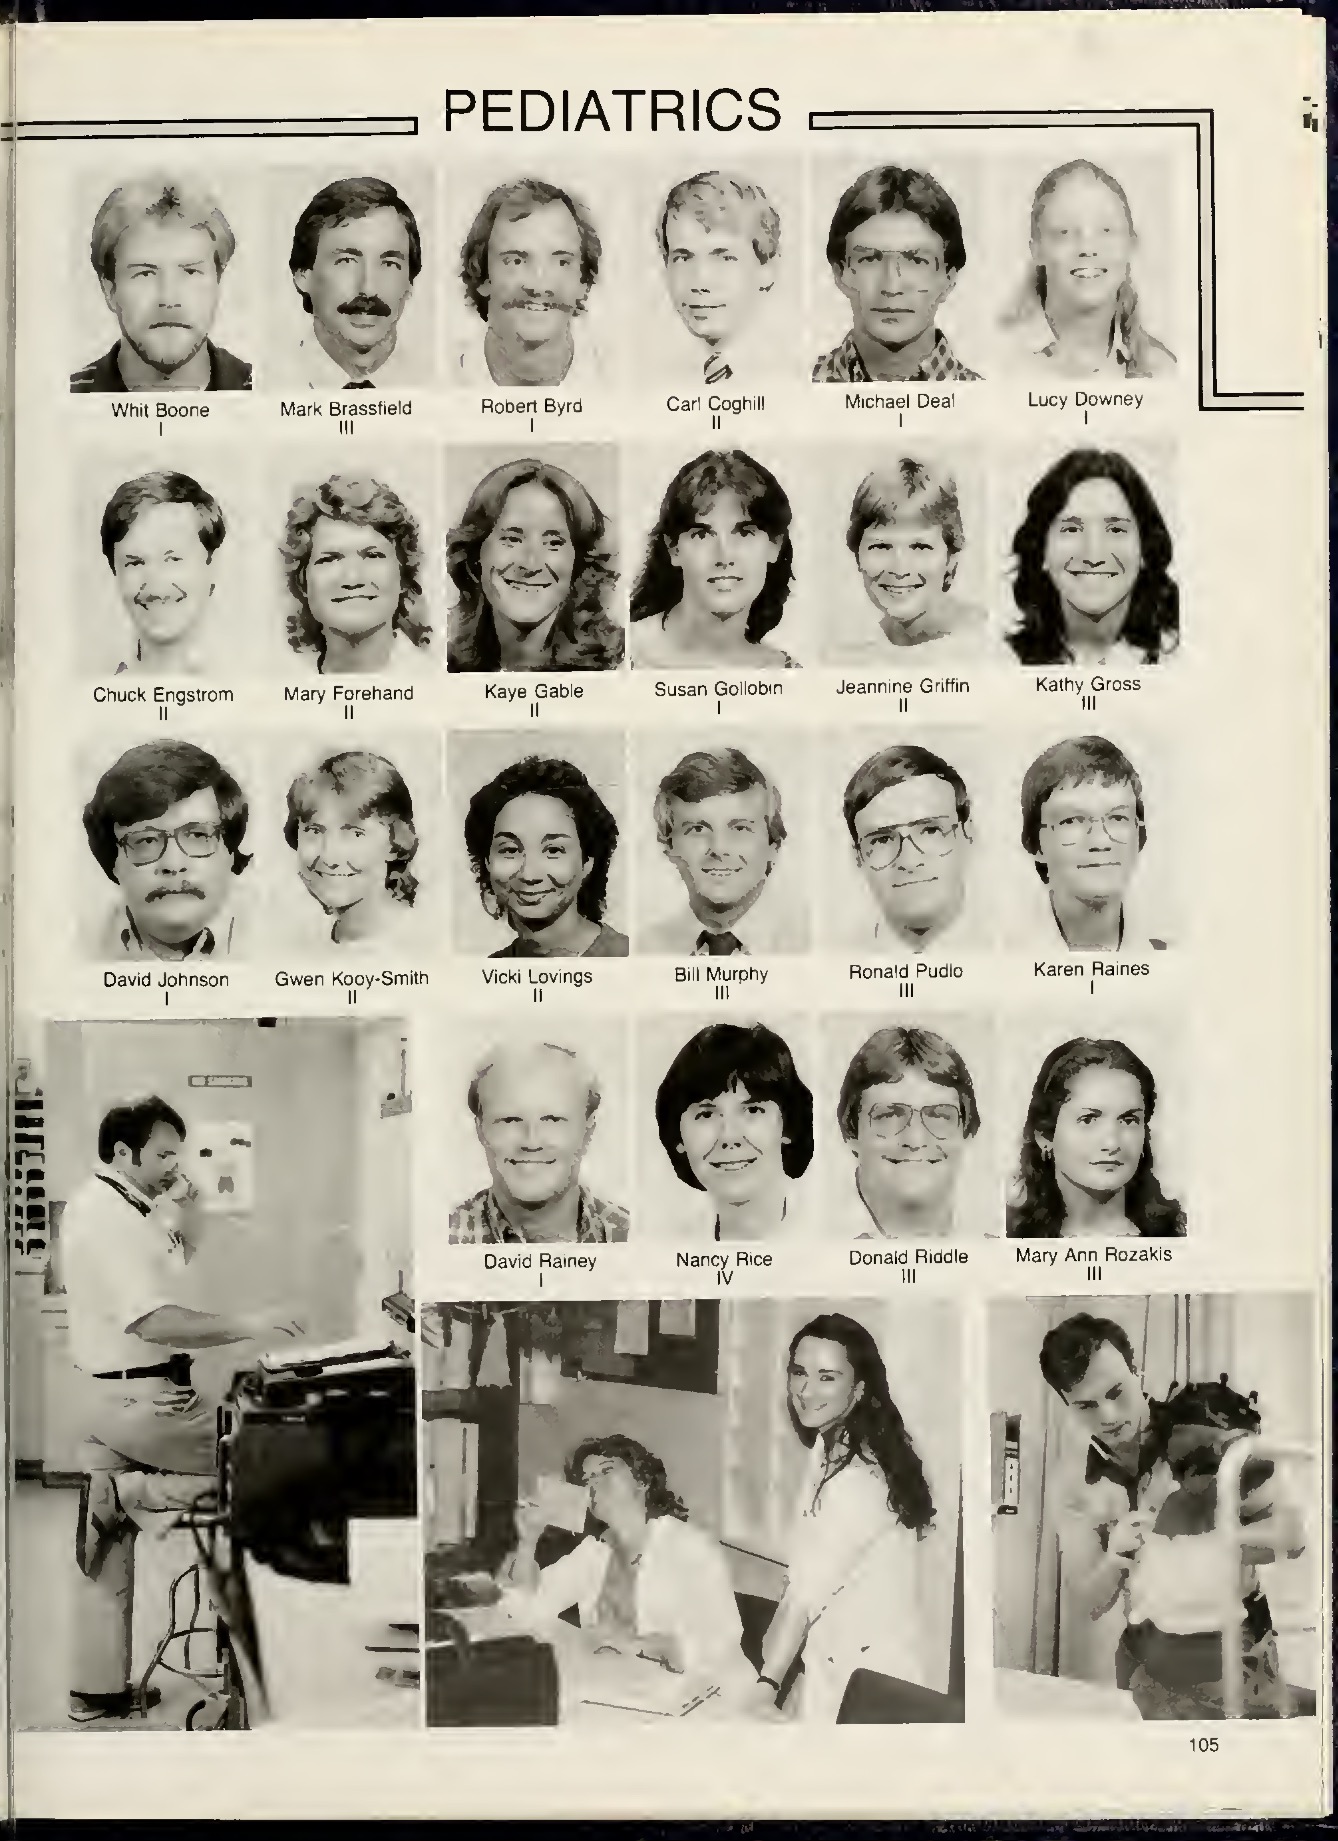 PEDIATRICS
Whit Boone
I
Mark Brassfield
III
Robert Byrd
I
Carl Coghill
II
Michael Deal
I
Lucy Downey
I
Chuck Engstrom
II
Mary Forehand
II
Kaye Gable
II
Susan Gollobin
I
Jeannine Griffin
II
Kathy Gross
III
David Johnson
I
Gwen Kooy-Smith
II
Vicki Lovings
II
Bill Murphy
III
Ronald Pudlo
III
Karen Raines
I
David Rainey
I
Nancy Rice
IV
Donald Riddle
III
Mary Ann Rozakis
III
105